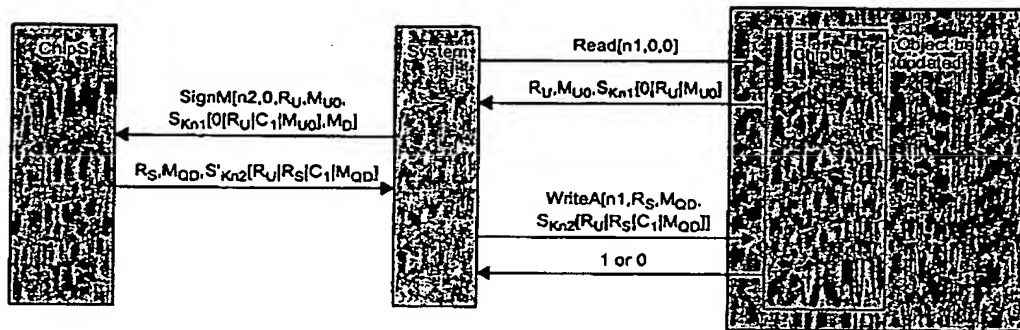 ChipS
System
ChipU
Object being
updated
Read[n1,0,0]
R_U,M_U0,S_Kn1[0|R_U|M_U0]
SignM[n2,0,R_U,M_U0,
S_Kn1[0|R_U|C_1|M_U0],M_D]
R_S,M_QD,S'_Kn2[R_U|R_S|C_1|M_QD]
WriteA[n1,R_S,M_QD,
S_Kn2[R_U|R_S|C_1|M_QD]]
1 or 0